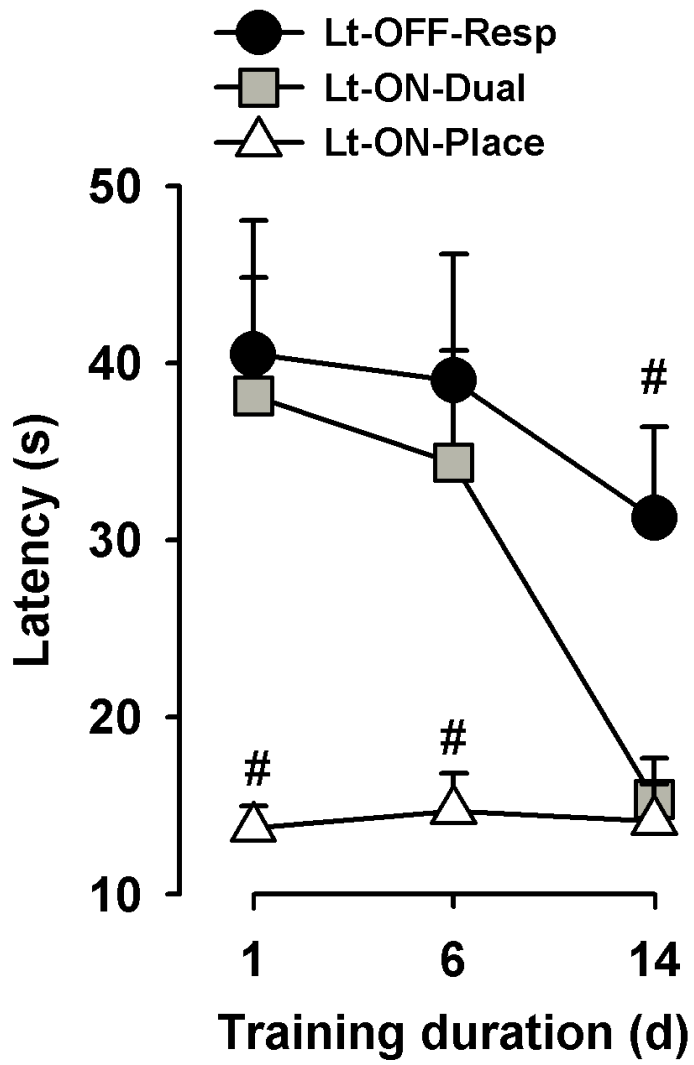 Lt-OFF-Resp
Lt-ON-Dual
Lt-ON-Place
50
40
30
20
10
Latency (s)
#
#
#
1 6 14
Training duration (d)